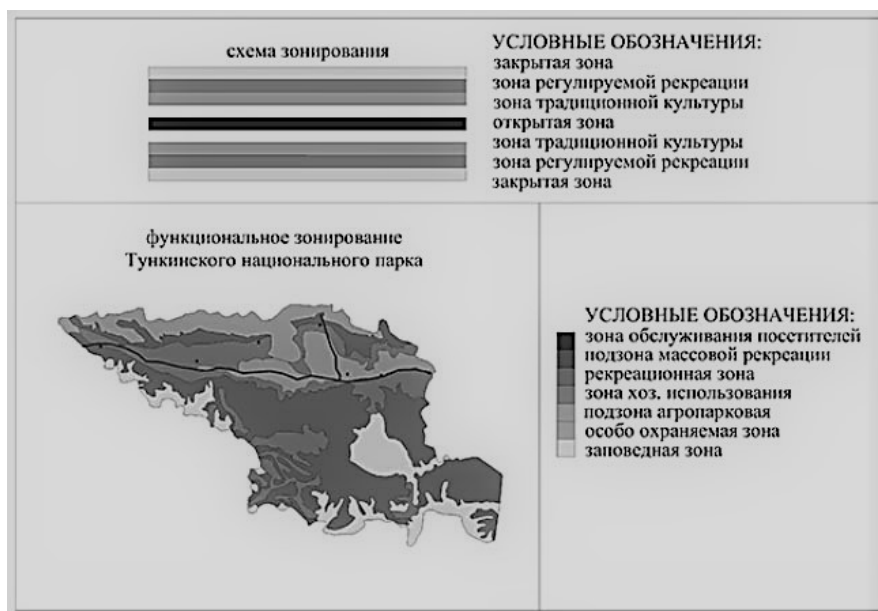 схема зонирования
УСЛОВНЫЕ ОБОЗНАЧЕНИЯ:
закрытая зона
зона регулируемой рекреации
зона традиционной культуры
открытая зона
зона традиционной культуры
зона регулируемой рекреации
закрытая зона
функциональное зонирование
Тункинского национального парка
УСЛОВНЫЕ ОБОЗНАЧЕНИЯ:
зона обслуживания посетителей
подзона массовой рекреации
рекреационная зона
зона хоз. использования
подзона агропарковая
особо охраняемая зона
заповедная зона